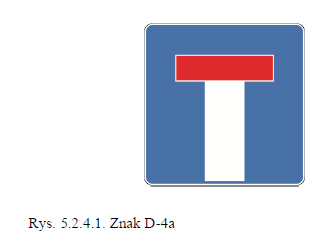 Rys. 5.2.4.1. Znak D-4a